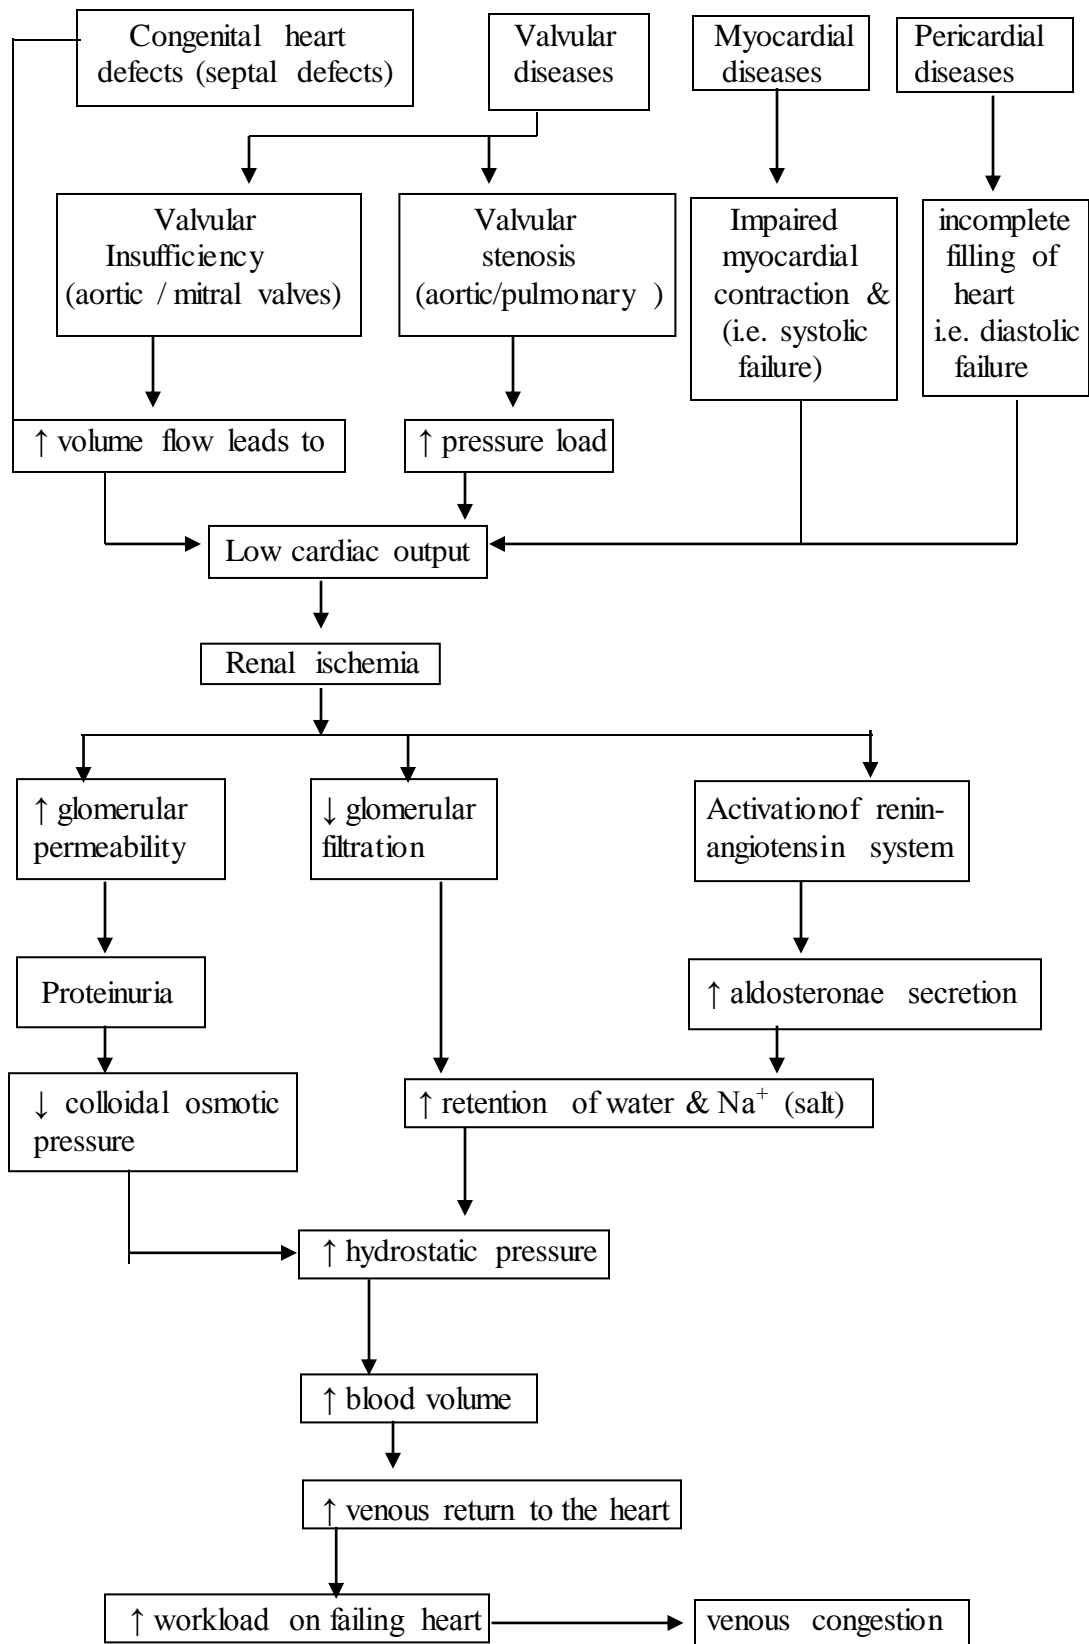 Congenital heart
defects (septal defects)
Valvular
diseases
Myocardial
diseases
Pericardial
diseases
Valvular
Insufficiency
(aortic / mitral valves)
Valvular
stenosis
(aortic/pulmonary )
Impaired
myocardial
contraction &
(i.e. systolic
failure)
incomplete
filling of
heart
i.e. diastolic
failure
↑ volume flow leads to
↑ pressure load
Low cardiac output
Renal ischemia
↑ glomerular
permeability
↓ glomerular
filtration
Activationof renin-
angiotensin system
Proteinuria
↑ aldosteronae secretion
↓ colloidal osmotic
pressure
↑ retention of water & Na⁺ (salt)
↑ hydrostatic pressure
↑ blood volume
↑ venous return to the heart
↑ workload on failing heart
venous congestion